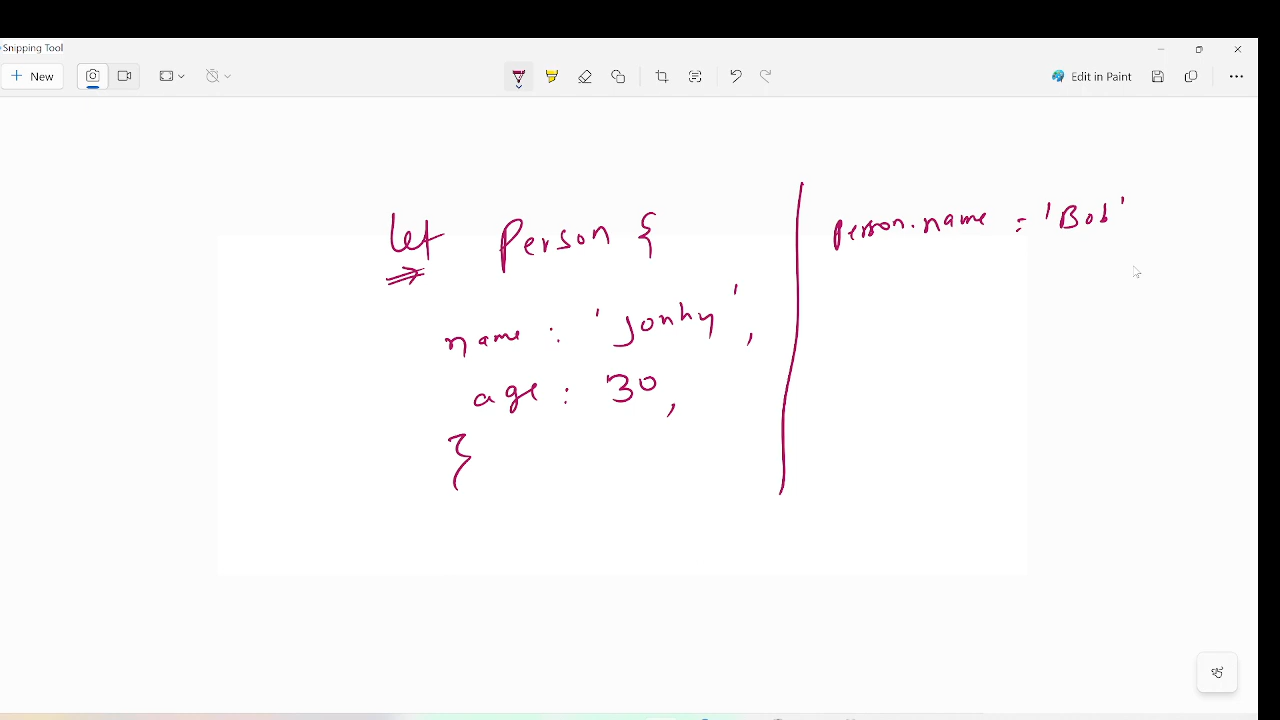 Snipping Tool
New
Edit in Paint
let Person {
name : 'Jonhy',
age : 30,
}
Person.name = 'Bob'